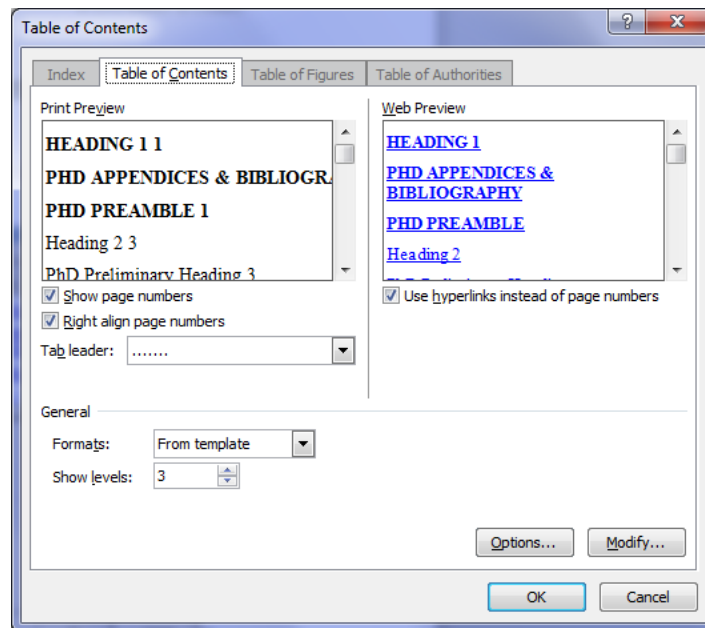 Table of Contents
?
X
Index
Table of Contents
Table of Figures
Table of Authorities
Print Preview
HEADING 1 1
PHD APPENDICES & BIBLIOGRA
PHD PREAMBLE 1
Heading 2 3
PhD Preliminary Heading 3
Show page numbers
Right align page numbers
Tab leader: .......
Web Preview
HEADING 1
PHD APPENDICES &
BIBLIOGRAPHY
PHD PREAMBLE
Heading 2
Use hyperlinks instead of page numbers
General
Formats: From template
Show levels: 3
Options...
Modify...
OK
Cancel